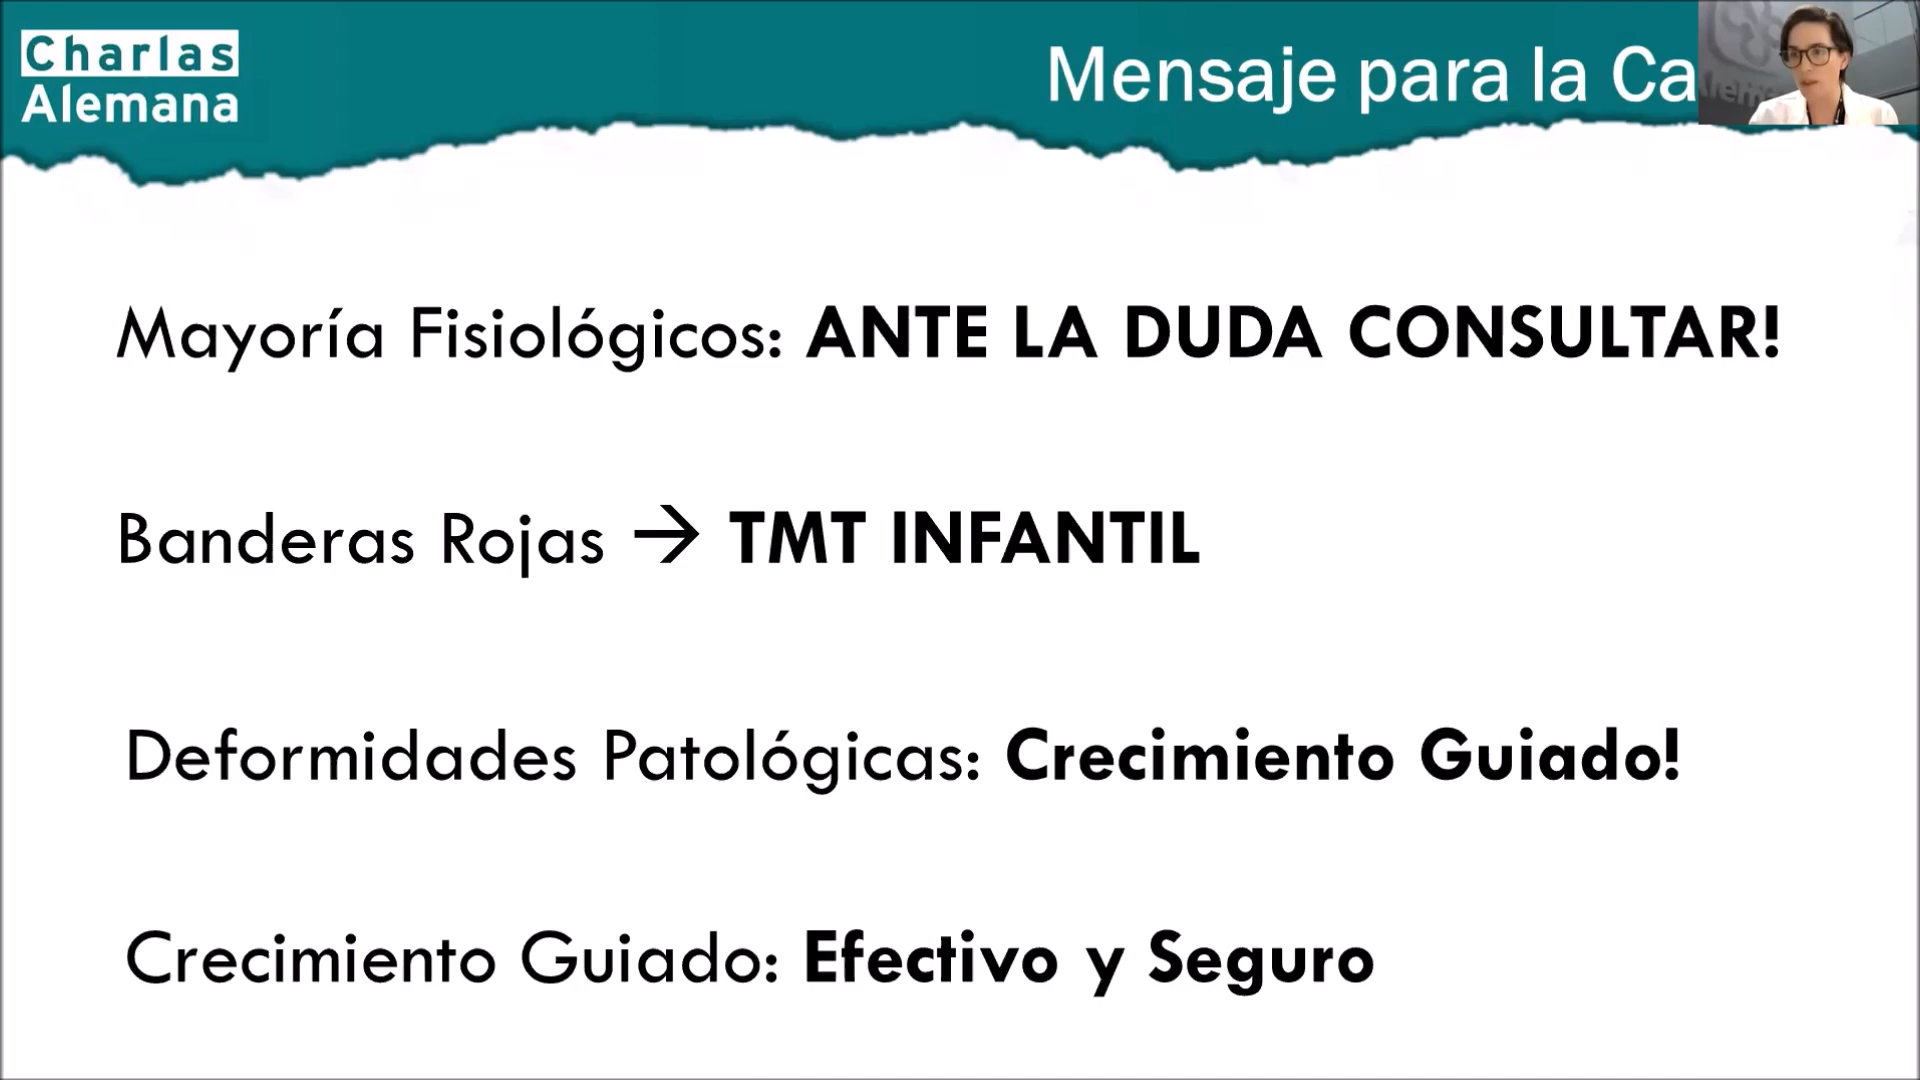 Charlas
Alemana
Mensaje para la Ca
Mayoría Fisiológicos: ANTE LA DUDA CONSULTAR!
Banderas Rojas → TMT INFANTIL
Deformidades Patológicas: Crecimiento Guiado!
Crecimiento Guiado: Efectivo y Seguro